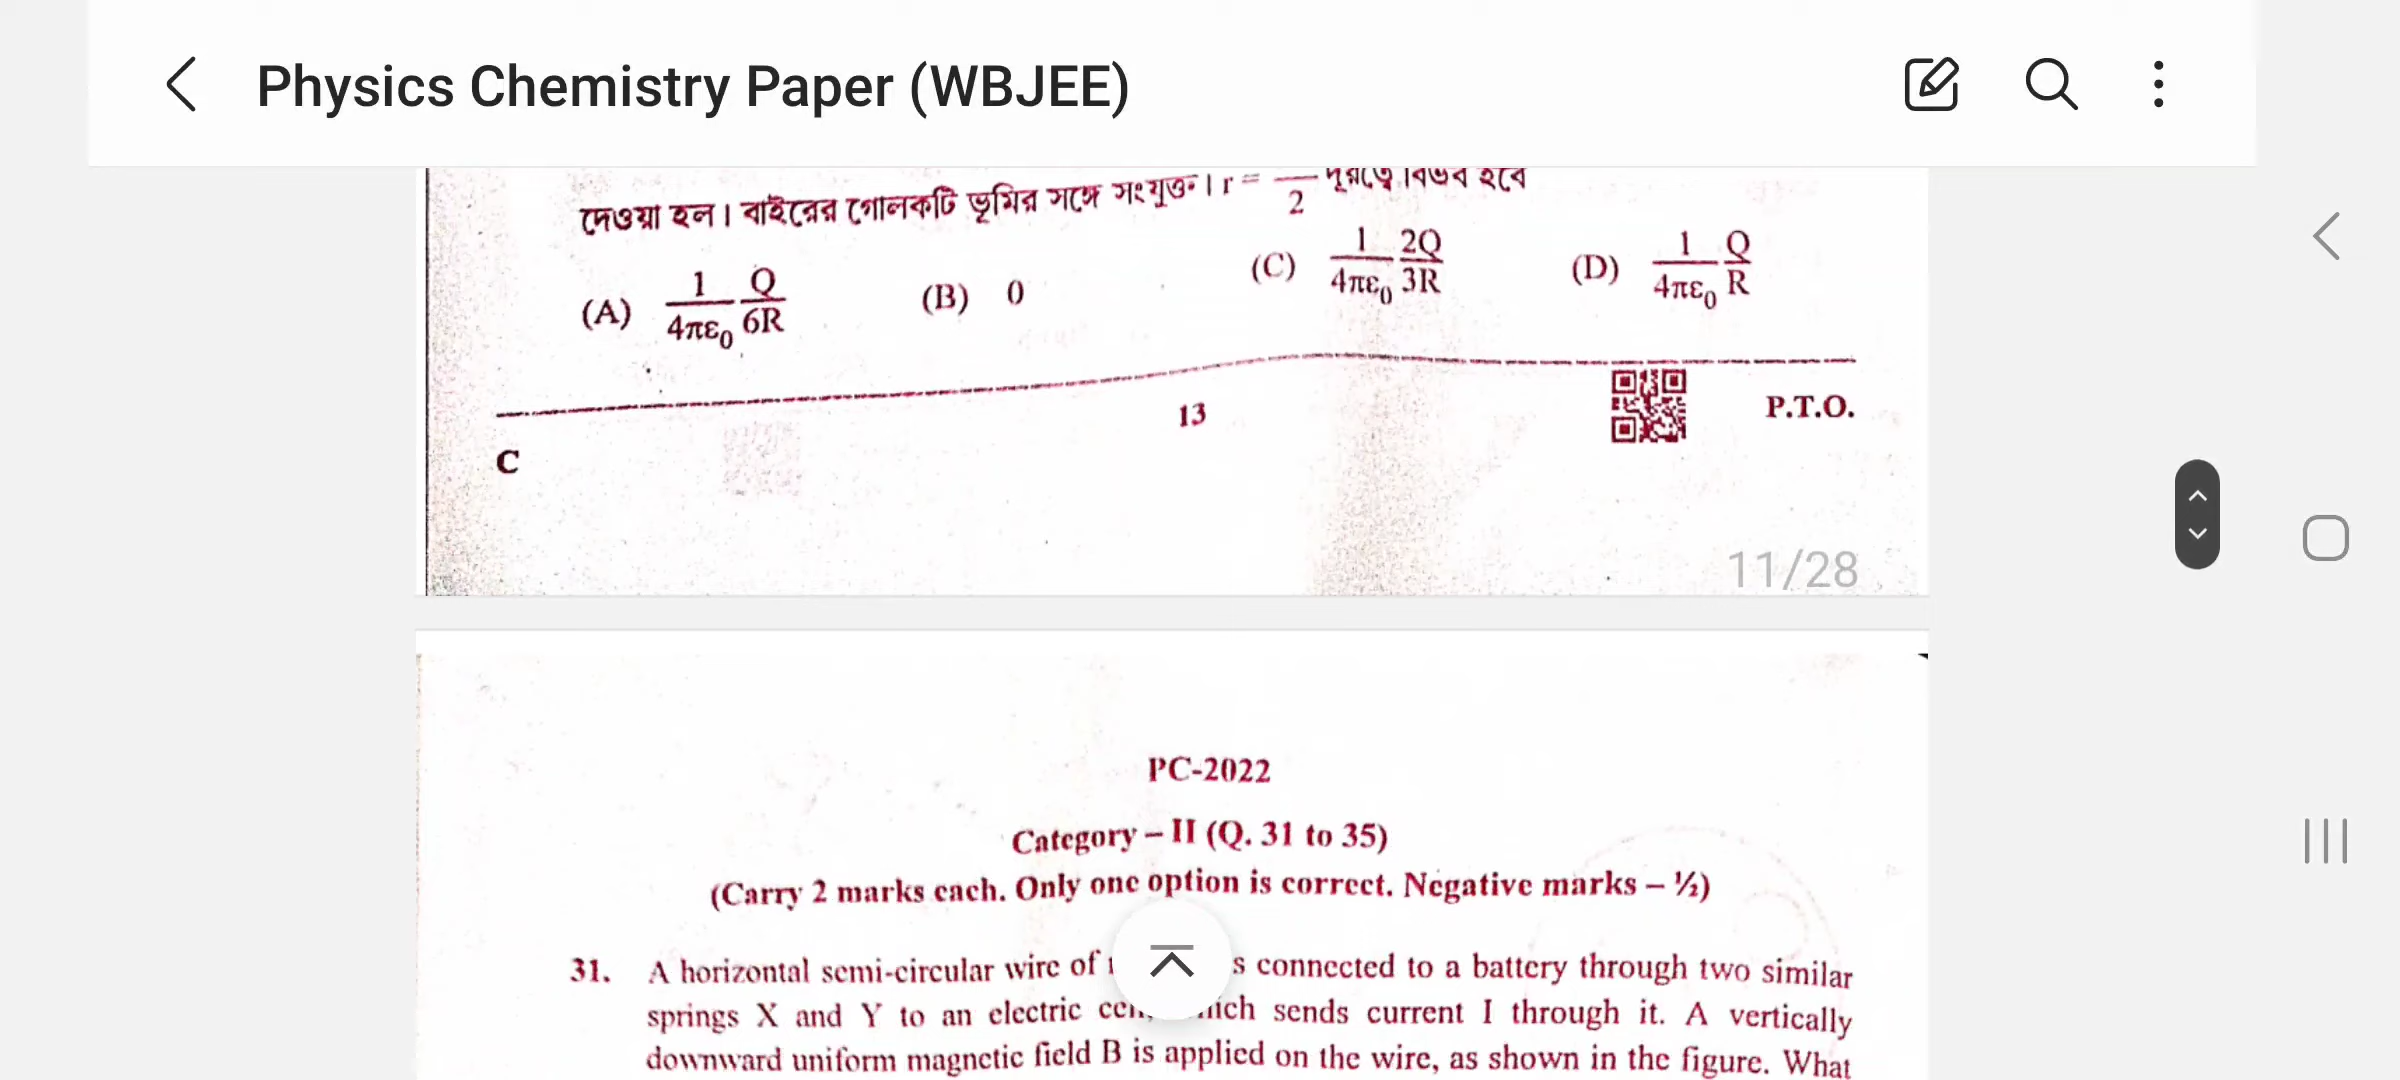 Physics Chemistry Paper (WBJEE)
দেওয়া হল। বাইরের গোলকটি ভূমির সঙ্গে সংযুক্ত। r = — 2 দূরত্বে বিভব হবে
(A) 1/4πε₀ Q/6R (B) 0 (C) 1/4πε₀ 2Q/3R (D) 1/4πε₀ Q/R
13
P.T.O.
C
11/28
PC-2022
Category – II (Q. 31 to 35)
(Carry 2 marks each. Only one option is correct. Negative marks – ½)
31. A horizontal semi-circular wire of s connected to a battery through two similar
springs X and Y to an electric sends current I through it. A vertically
downward uniform magnetic field B is applied on the wire, as shown in the figure. What